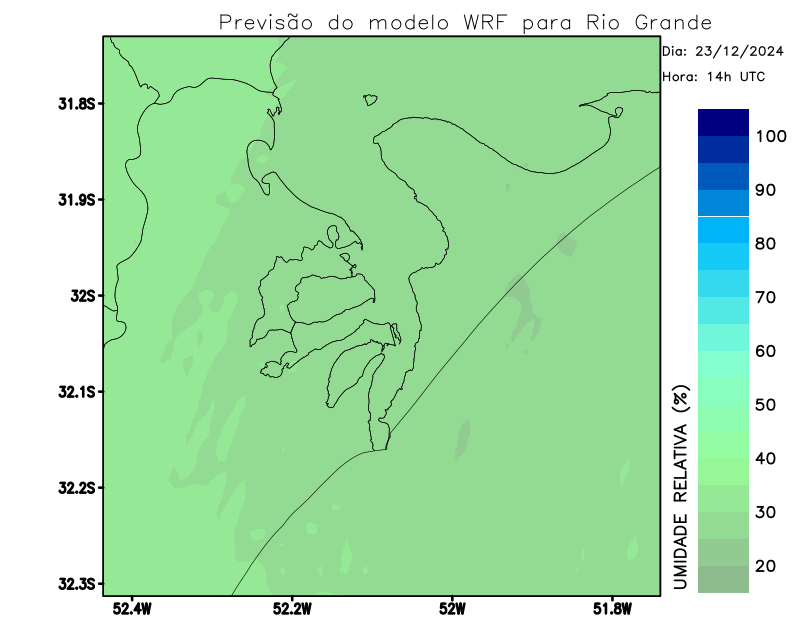 Previsão do modelo WRF para Rio Grande
Dia: 23/12/2024
Hora: 14h UTC
31.8S
31.9S
32S
32.1S
32.2S
32.3S
52.4W
52.2W
52W
51.8W
100
90
80
70
60
50
40
30
20
UMIDADE RELATIVA (%)